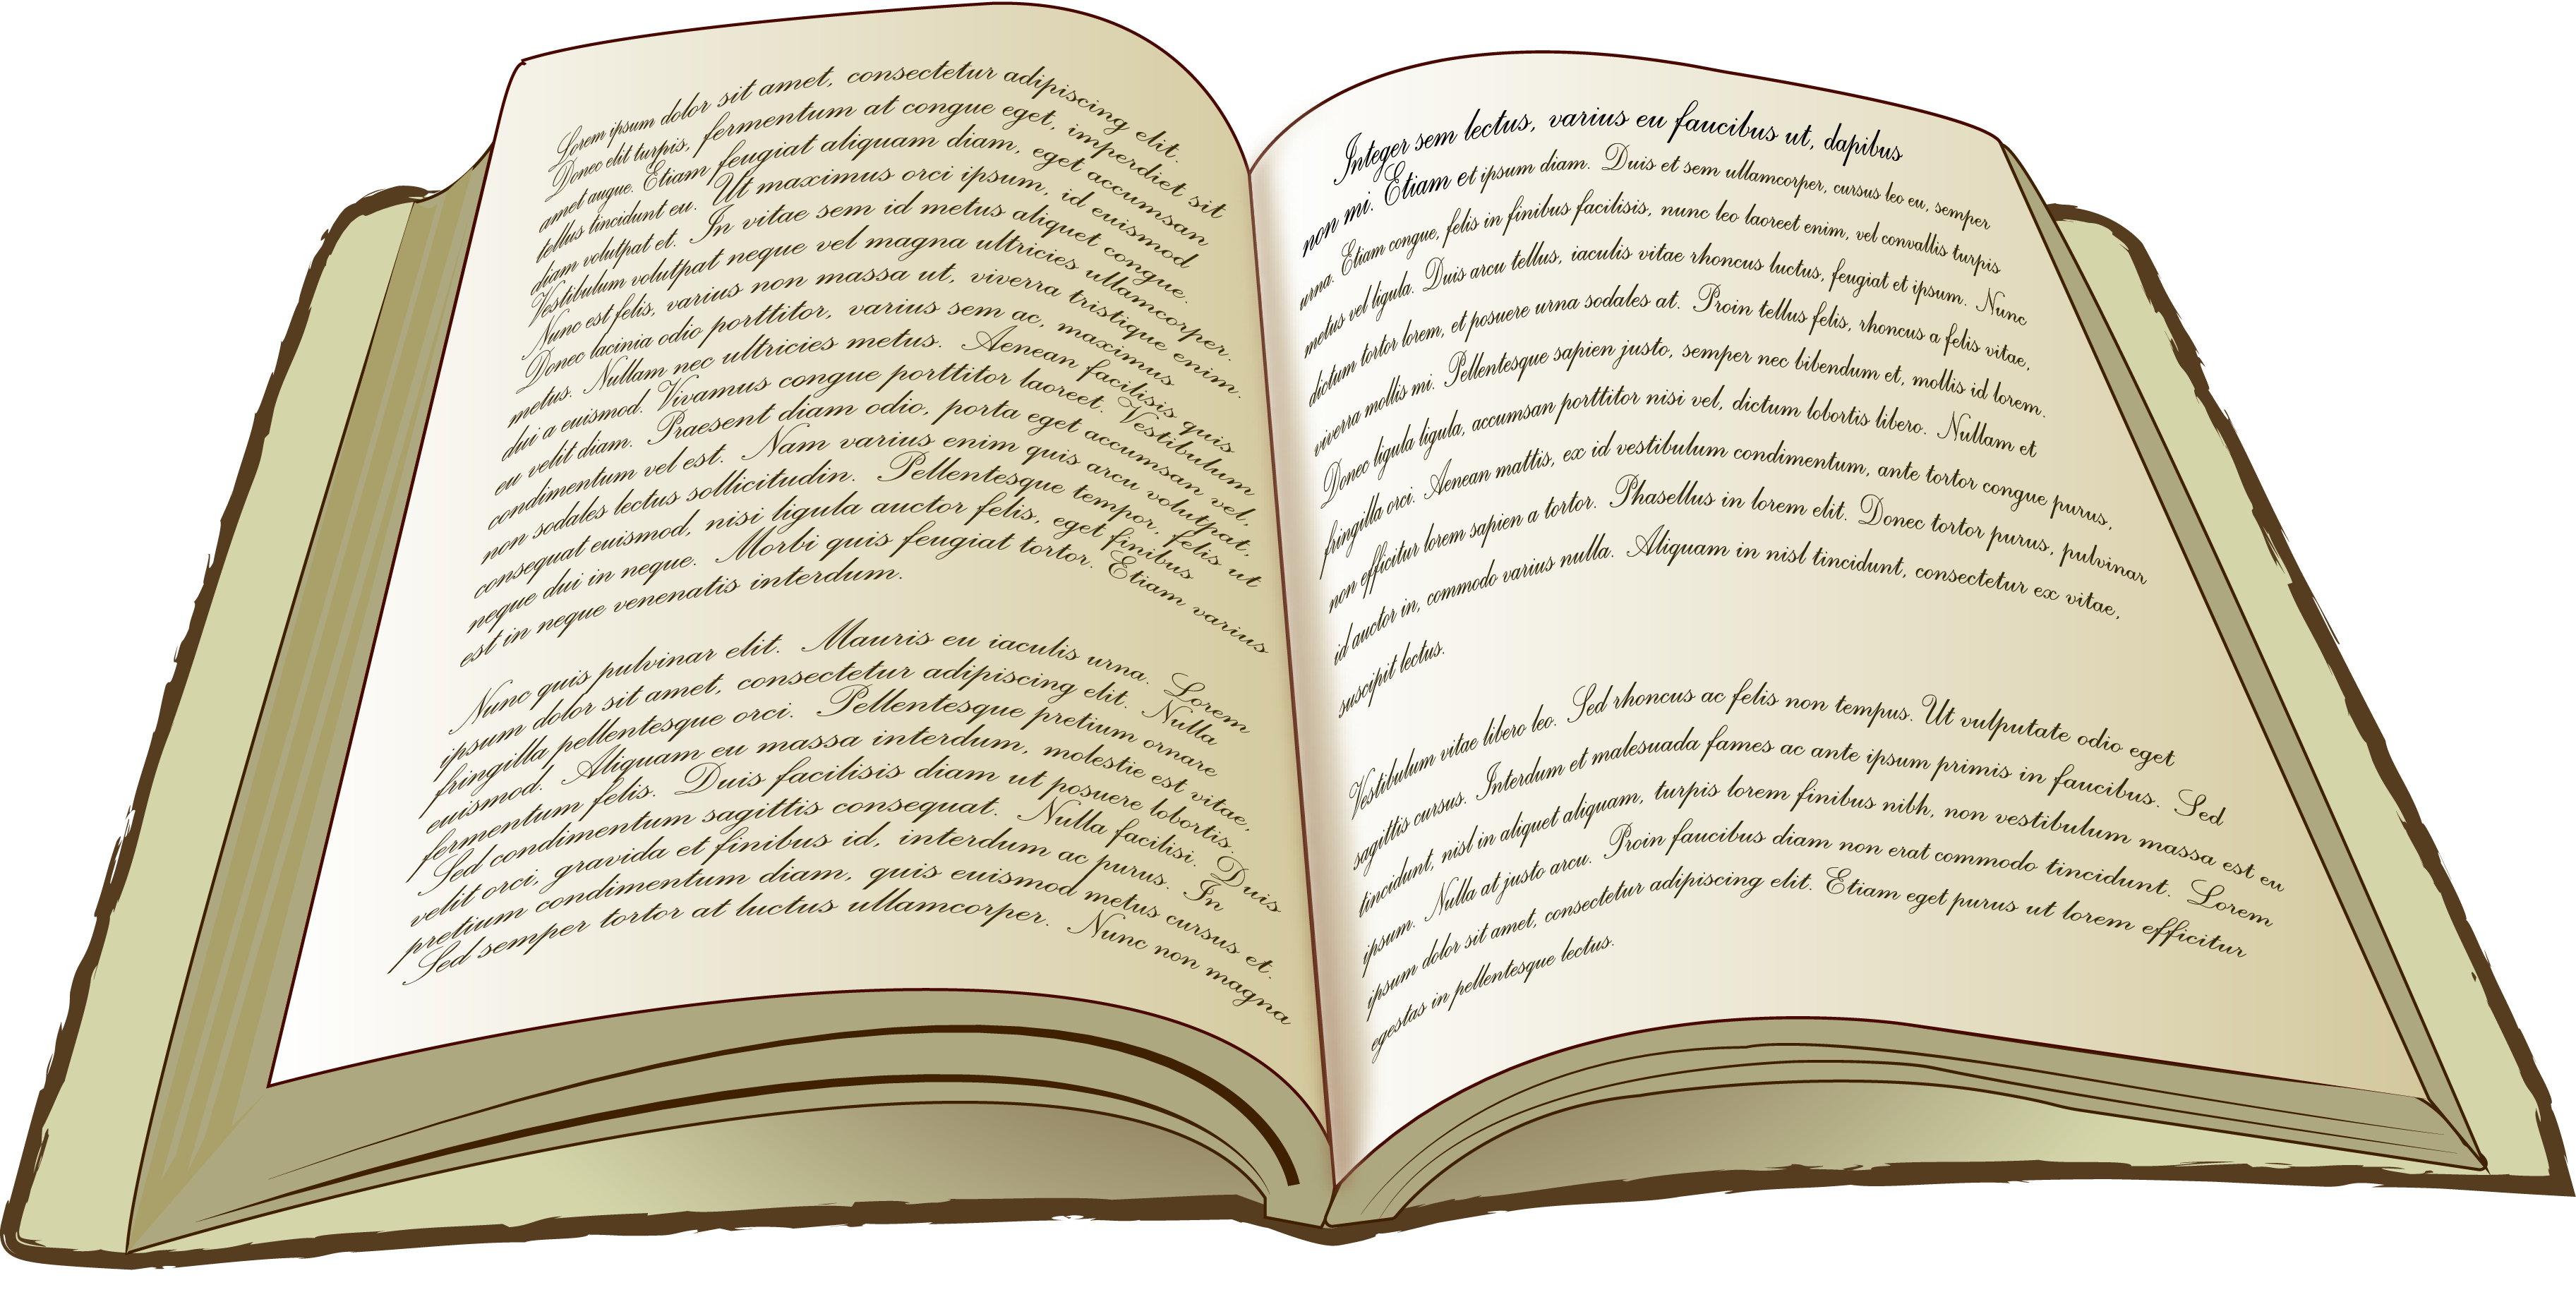 Lorem ipsum dolor sit amet, consectetur adipiscing elit.
Donec elit turpis, fermentum at congue eget, imperdiet sit
amet augue. Etiam feugiat aliquam diam, eget accumsan
tellus tincidunt eu. Ut maximus orci ipsum, id euismod
diam volutpat et. In vitae sem id metus aliquet congue.
Vestibulum volutpat neque vel magna ultricies ullamcorper.
Nunc est felis, varius non massa ut, viverra tristique enim.
Donec lacinia odio porttitor, varius sem ac, maximus
metus. Nullam nec ultricies metus. Aenean facilisis quis
dui a euismod. Vivamus congue porttitor laoreet. Vestibulum
eu velit diam. Praesent diam odio, porta eget accumsan vel,
condimentum vel est. Nam varius enim quis arcu volutpat,
non sodales lectus sollicitudin. Pellentesque tempor, felis ut
consequat euismod, nisi ligula auctor felis, eget finibus
neque dui in neque. Morbi quis feugiat tortor. Etiam varius
est in neque venenatis interdum.
Nunc quis pulvinar elit. Mauris eu iaculis urna. Lorem
ipsum dolor sit amet, consectetur adipiscing elit. Nulla
fringilla pellentesque orci. Pellentesque pretium ornare
euismod. Aliquam eu massa interdum, molestie est vitae,
fermentum felis. Duis facilisis diam ut posuere lobortis.
Sed condimentum sagittis consequat. Nulla facilisi. Duis
velit orci, gravida et finibus id, interdum ac purus. In
pretium condimentum diam, quis euismod metus cursus et.
Sed semper tortor at luctus ullamcorper. Nunc non magna
Integer sem lectus, varius eu faucibus ut, dapibus
non mi. Etiam et ipsum diam. Duis et sem ullamcorper, cursus leo eu, semper
urna. Etiam congue, felis in finibus facilisis, nunc leo laoreet enim, vel convallis turpis
metus vel ligula. Duis arcu tellus, iaculis vitae rhoncus luctus, feugiat et ipsum. Nunc
dictum tortor lorem, et posuere urna sodales at. Proin tellus felis, rhoncus a felis vitae,
viverra mollis mi. Pellentesque sapien justo, semper nec bibendum et, mollis id lorem.
Donec ligula ligula, accumsan porttitor nisi vel, dictum lobortis libero. Nullam et
fringilla orci. Aenean mattis, ex id vestibulum condimentum, ante tortor congue purus,
non efficitur lorem sapien a tortor. Phasellus in lorem elit. Donec tortor purus, pulvinar
id auctor in, commodo varius nulla. Aliquam in nisl tincidunt, consectetur ex vitae,
suscipit lectus.
Vestibulum vitae libero leo. Sed rhoncus ac felis non tempus. Ut vulputate odio eget
sagittis cursus. Interdum et malesuada fames ac ante ipsum primis in faucibus. Sed
tincidunt, nisl in aliquet aliquam, turpis lorem finibus nibh, non vestibulum massa est eu
ipsum. Nulla at justo arcu. Proin faucibus diam non erat commodo tincidunt. Lorem
ipsum dolor sit amet, consectetur adipiscing elit. Etiam eget purus ut lorem efficitur
egestas in pellentesque lectus.